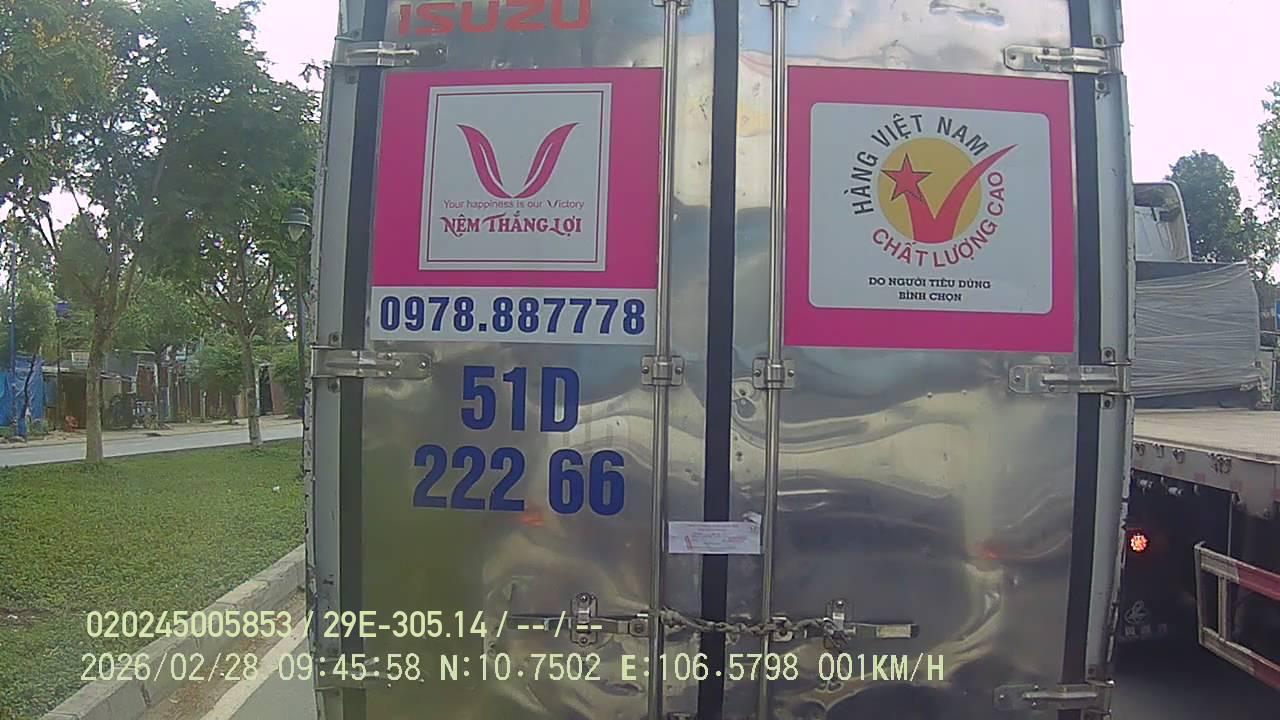 ISUZU
Your happiness is our Victory
NỆM THẮNG LỢI
0978.887778
51D
222 66
HÀNG VIỆT NAM
CHẤT LƯỢNG CAO
DO NGƯỜI TIÊU DÙNG
BÌNH CHỌN
020245005853 / 29E-305.14 / -- / --
2026/02/28 09:45:58 N:10.7502 E:106.5798 001KM/H